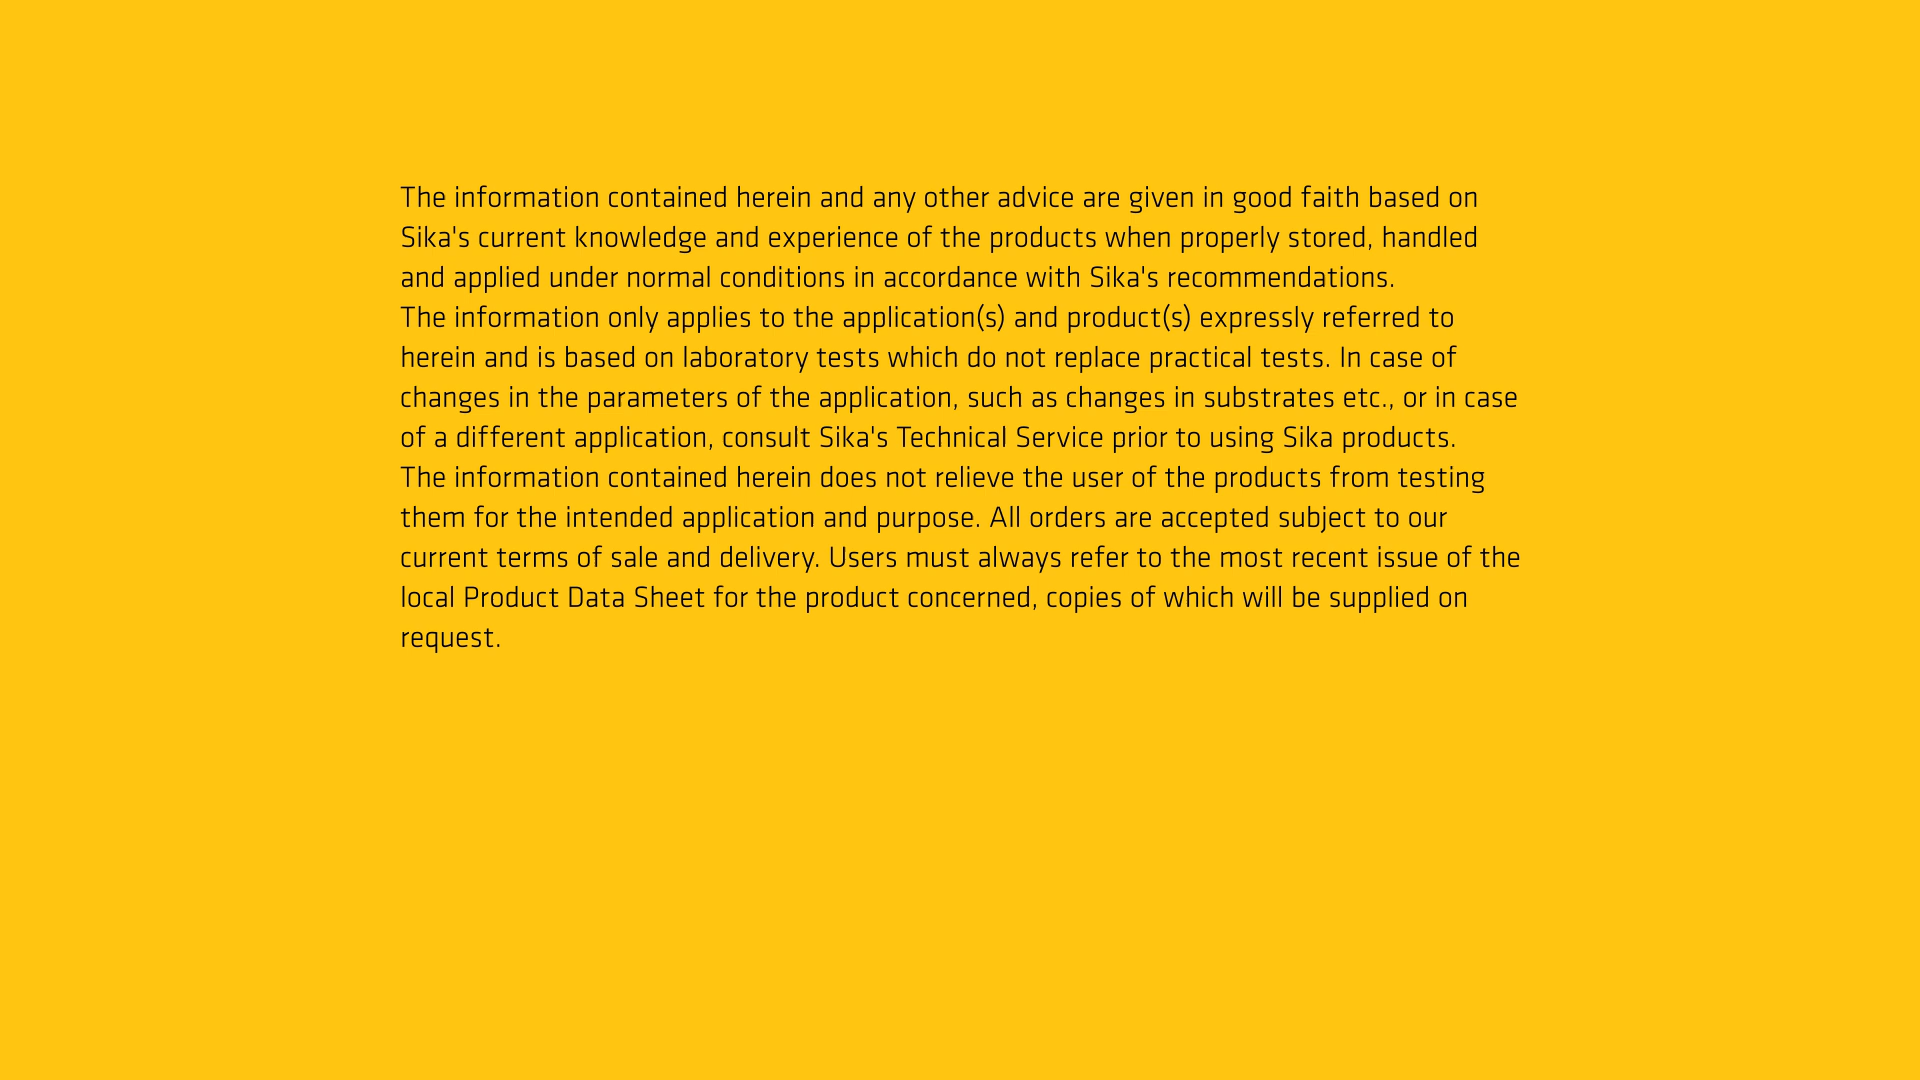 The information contained herein and any other advice are given in good faith based on
Sika's current knowledge and experience of the products when properly stored, handled
and applied under normal conditions in accordance with Sika's recommendations.
The information only applies to the application(s) and product(s) expressly referred to
herein and is based on laboratory tests which do not replace practical tests. In case of
changes in the parameters of the application, such as changes in substrates etc., or in case
of a different application, consult Sika's Technical Service prior to using Sika products.
The information contained herein does not relieve the user of the products from testing
them for the intended application and purpose. All orders are accepted subject to our
current terms of sale and delivery. Users must always refer to the most recent issue of the
local Product Data Sheet for the product concerned, copies of which will be supplied on
request.